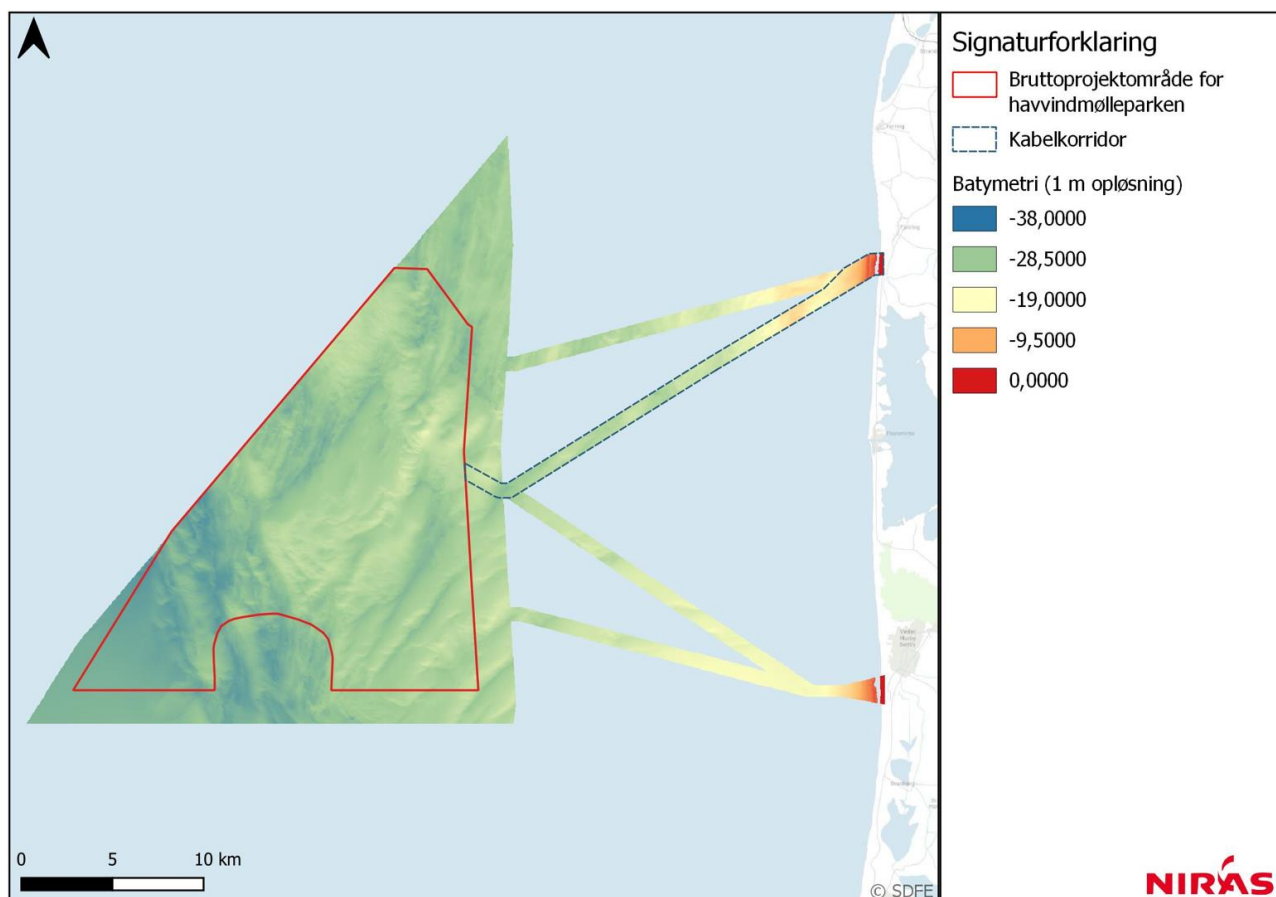 Signaturforklaring
Bruttoprojektområde for
havvindmølleparken
Kabelkorridor
Batymetri (1 m opløsning)
-38,0000
-28,5000
-19,0000
-9,5000
0,0000
0 5 10 km
© SDFE
NIRAS